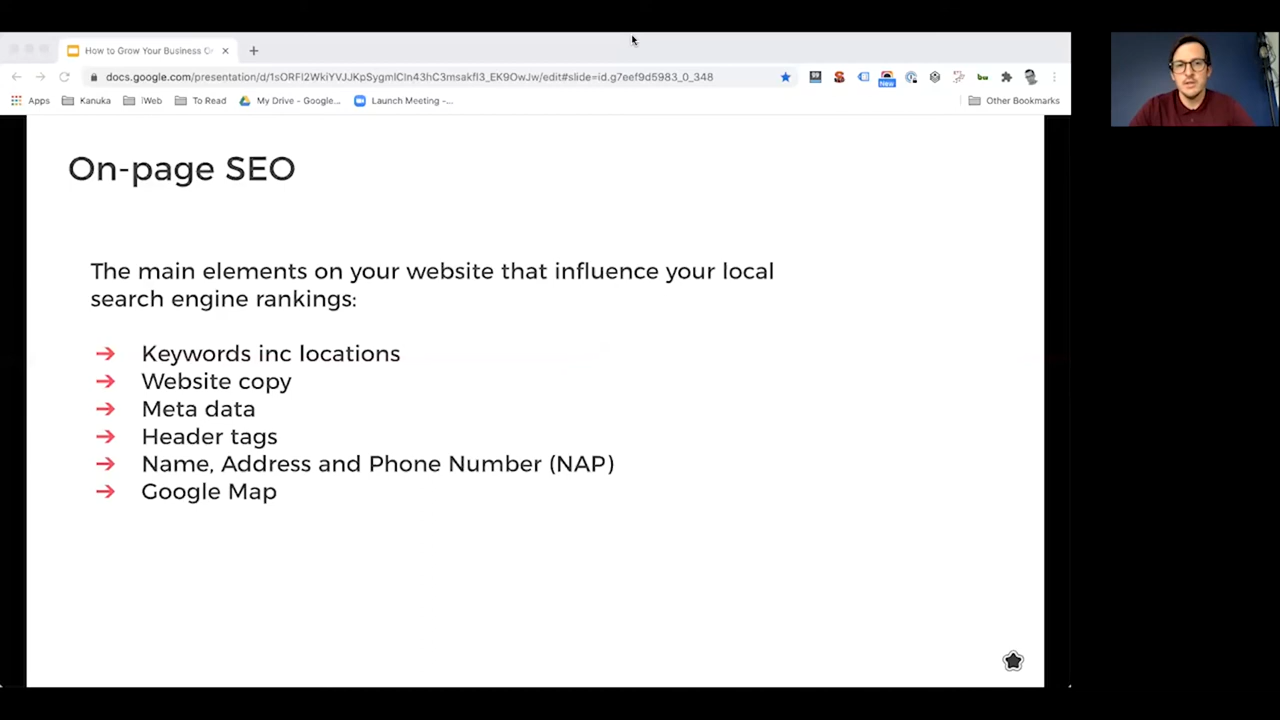 How to Grow Your Business O
docs.google.com/presentation/d/1sORFI2WkiYVJJKpSygmICIn43hC3msakfI3_EK9OwJw/edit#slide=id.g7eef9d5983_0_348
Apps Kanuka iWeb To Read My Drive - Google... Launch Meeting -... Other Bookmarks
New
On-page SEO
The main elements on your website that influence your local
search engine rankings:
➔ Keywords inc locations
➔ Website copy
➔ Meta data
➔ Header tags
➔ Name, Address and Phone Number (NAP)
➔ Google Map